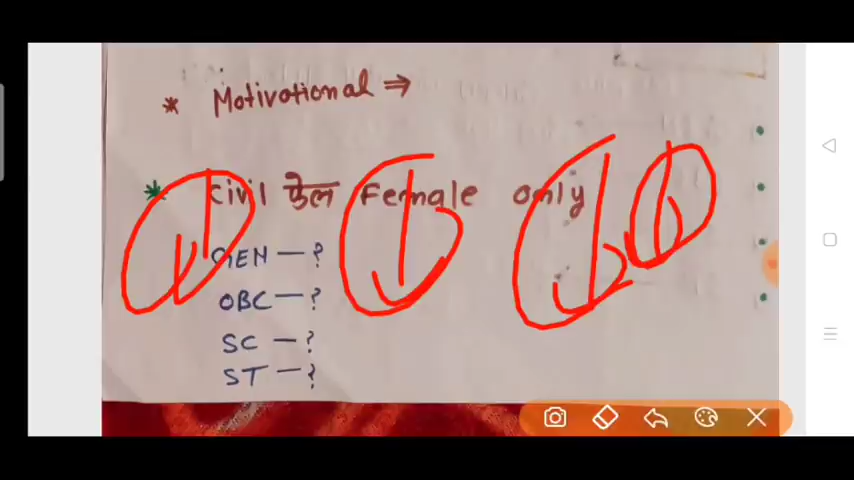 * Motivational ⇒
* Civil फेल Female only
GEN — ?
OBC — ?
SC — ?
ST — ?